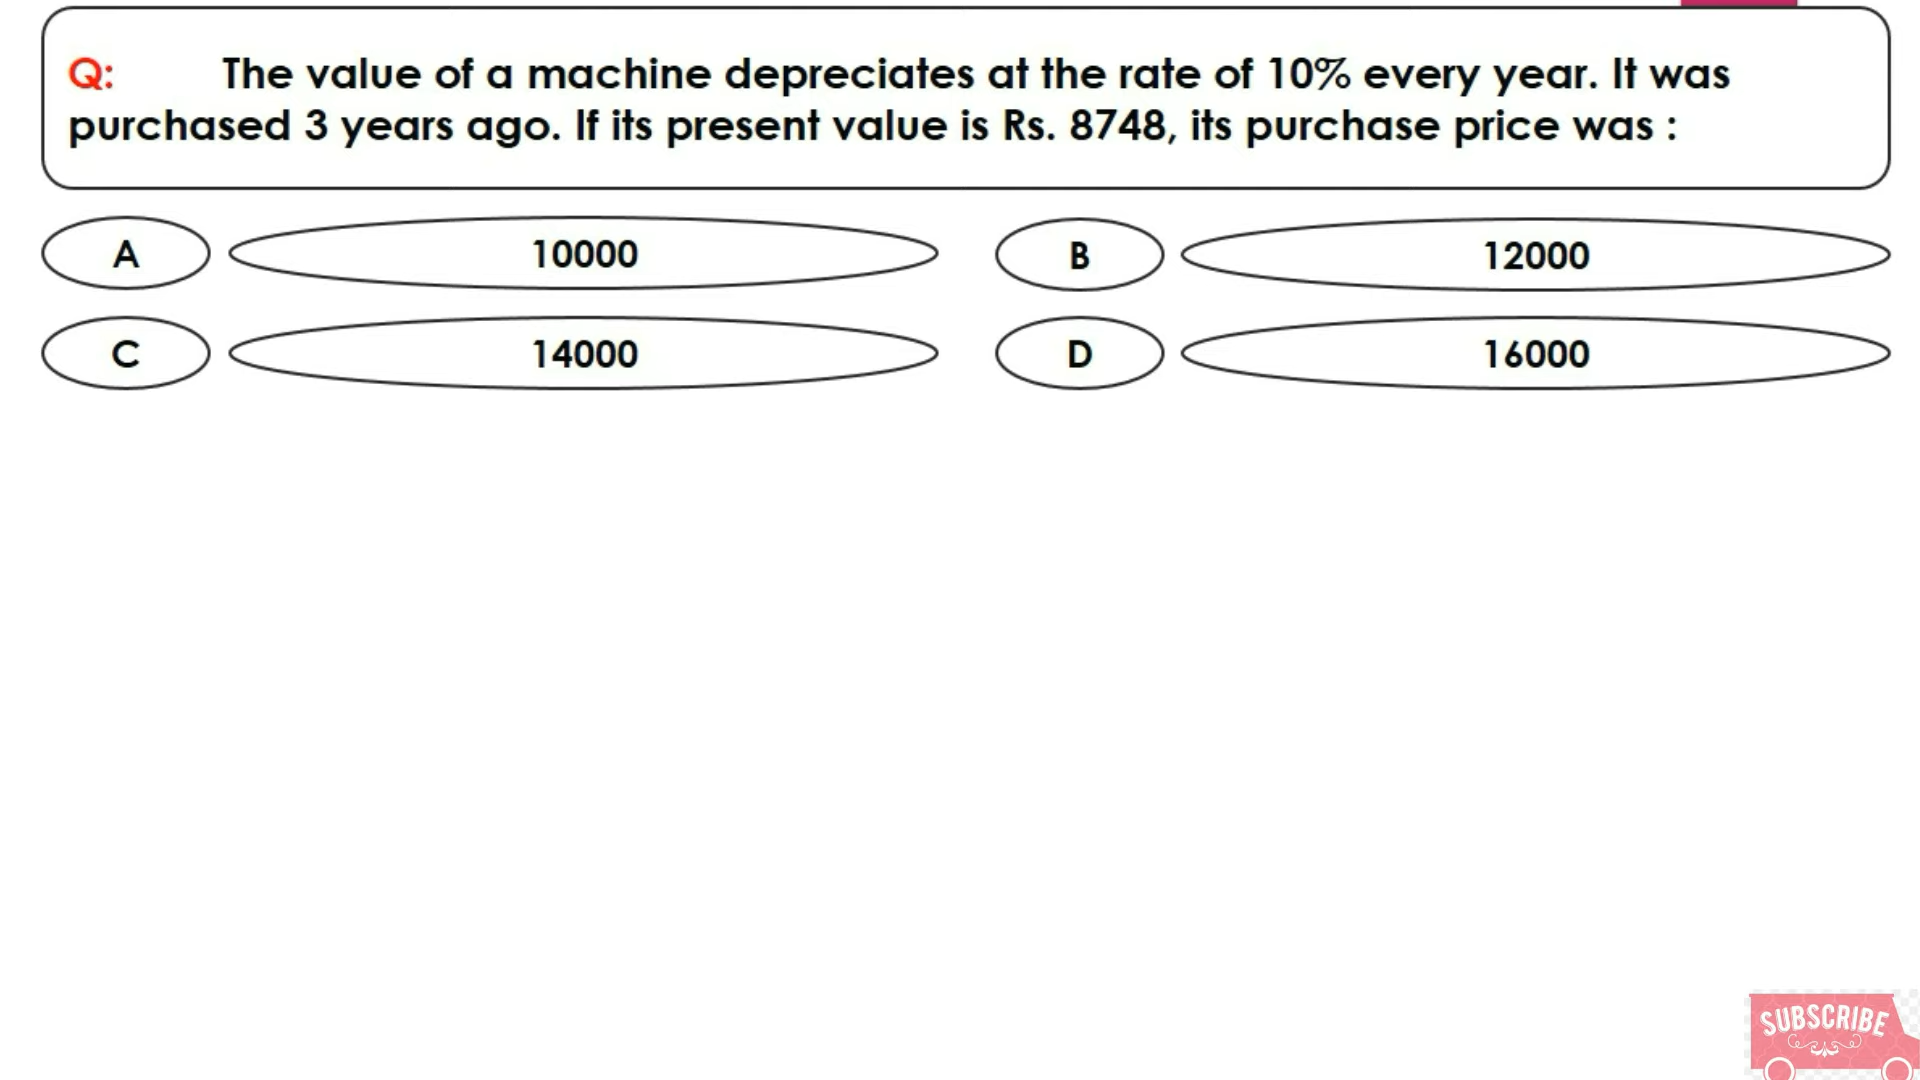 Q: The value of a machine depreciates at the rate of 10% every year. It was
purchased 3 years ago. If its present value is Rs. 8748, its purchase price was :
A 10000 B 12000
C 14000 D 16000
SUBSCRIBE